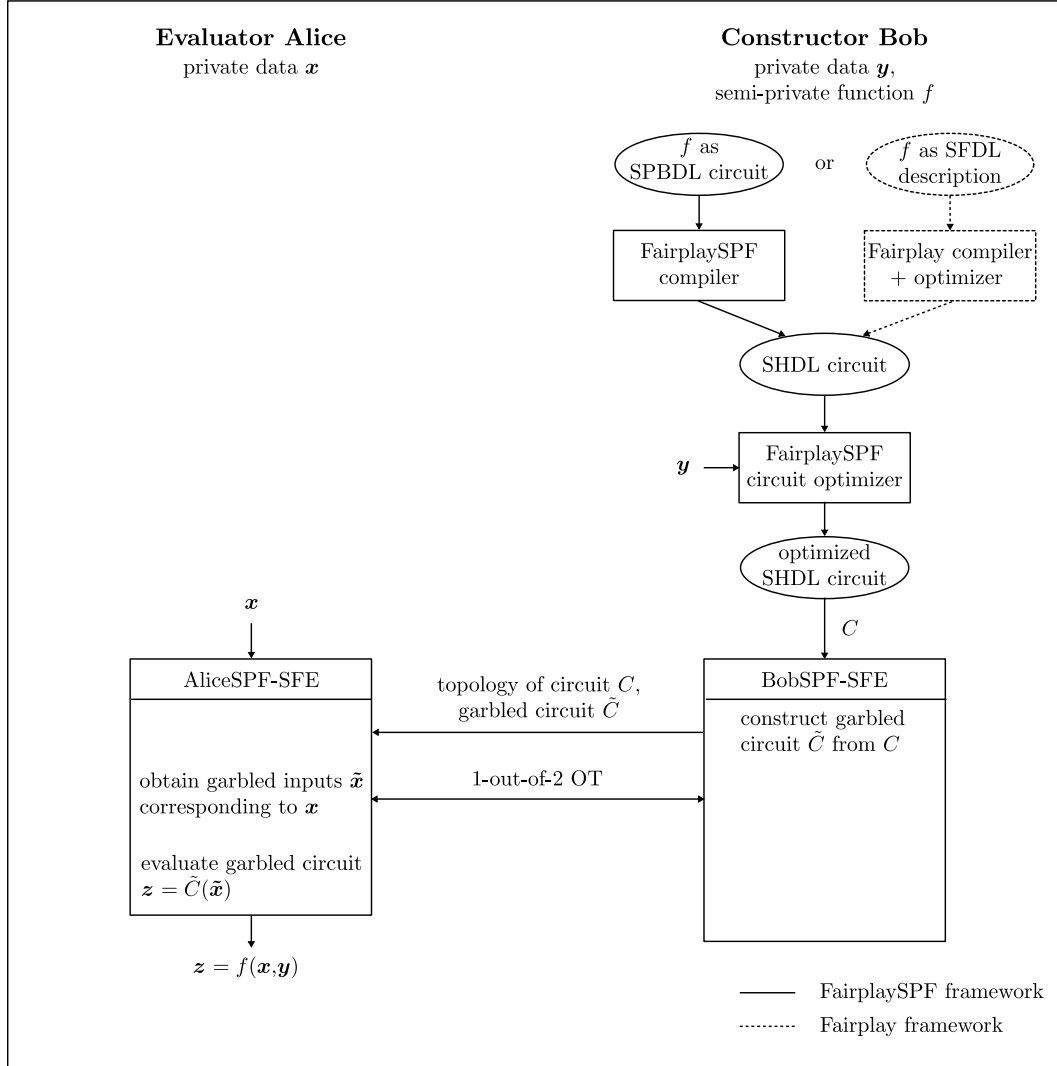 Evaluator Alice
private data x
Constructor Bob
private data y,
semi-private function f
f as
SPBDL circuit
or
f as SFDL
description
FairplaySPF
compiler
Fairplay compiler
+ optimizer
SHDL circuit
y
FairplaySPF
circuit optimizer
optimized
SHDL circuit
C
x
AliceSPF-SFE
topology of circuit C,
garbled circuit C̃
BobSPF-SFE
construct garbled
circuit C̃ from C
obtain garbled inputs x̃
corresponding to x
1-out-of-2 OT
evaluate garbled circuit
z = C̃(x̃)
z = f(x,y)
FairplaySPF framework
Fairplay framework